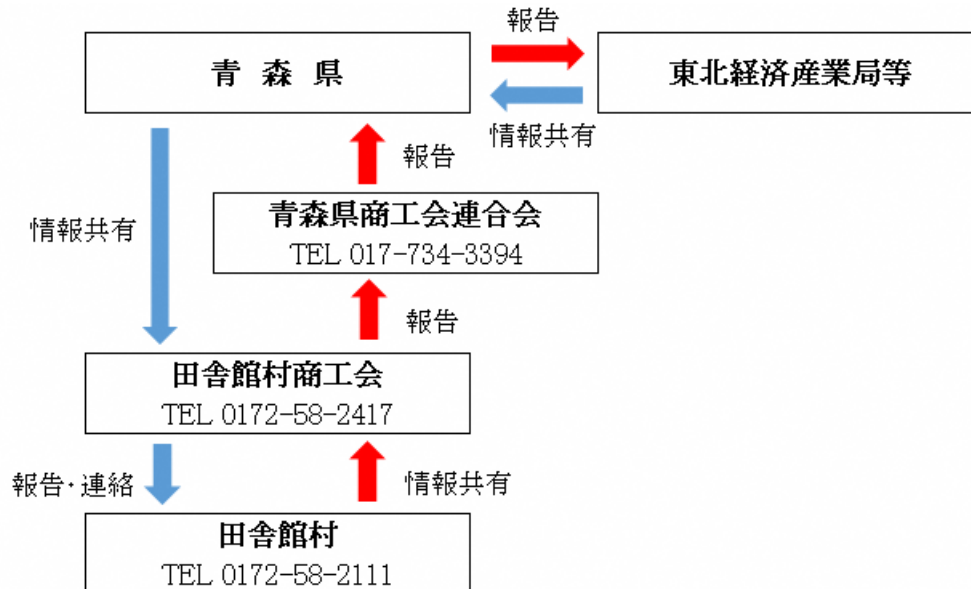 報告
青 森 県
東北経済産業局等
情報共有
報告
青森県商工会連合会
TEL 017-734-3394
情報共有
報告
田舎館村商工会
TEL 0172-58-2417
報告・連絡
情報共有
田舎館村
TEL 0172-58-2111